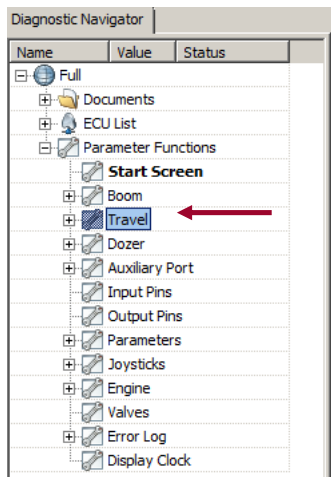 Diagnostic Navigator
Name Value Status
Full
Documents
ECU List
Parameter Functions
Start Screen
Boom
Travel
Dozer
Auxiliary Port
Input Pins
Output Pins
Parameters
Joysticks
Engine
Valves
Error Log
Display Clock